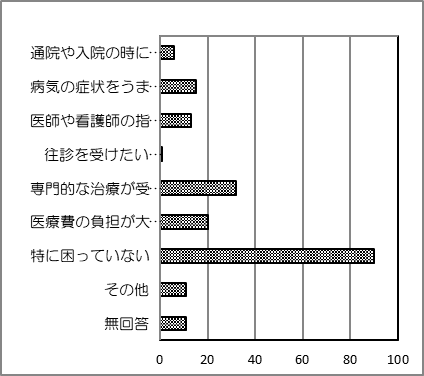 通院や入院の時に…
病気の症状をうま…
医師や看護師の指…
往診を受けたい…
専門的な治療が受…
医療費の負担が大…
特に困っていない
その他
無回答
0 20 40 60 80 100